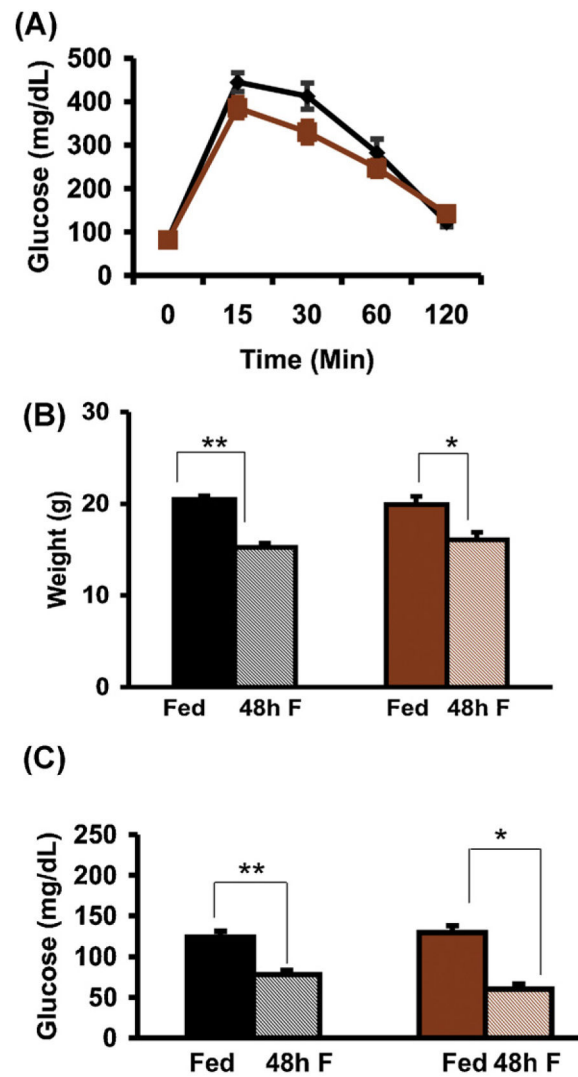 (A)
500
400
300
200
100
0
Glucose (mg/dL)
0 15 30 60 120
Time (Min)
(B)
30
20
10
0
Weight (g)
** *
Fed 48h F Fed 48h F
(C)
250
200
150
100
50
0
Glucose (mg/dL)
** *
Fed 48h F Fed 48h F